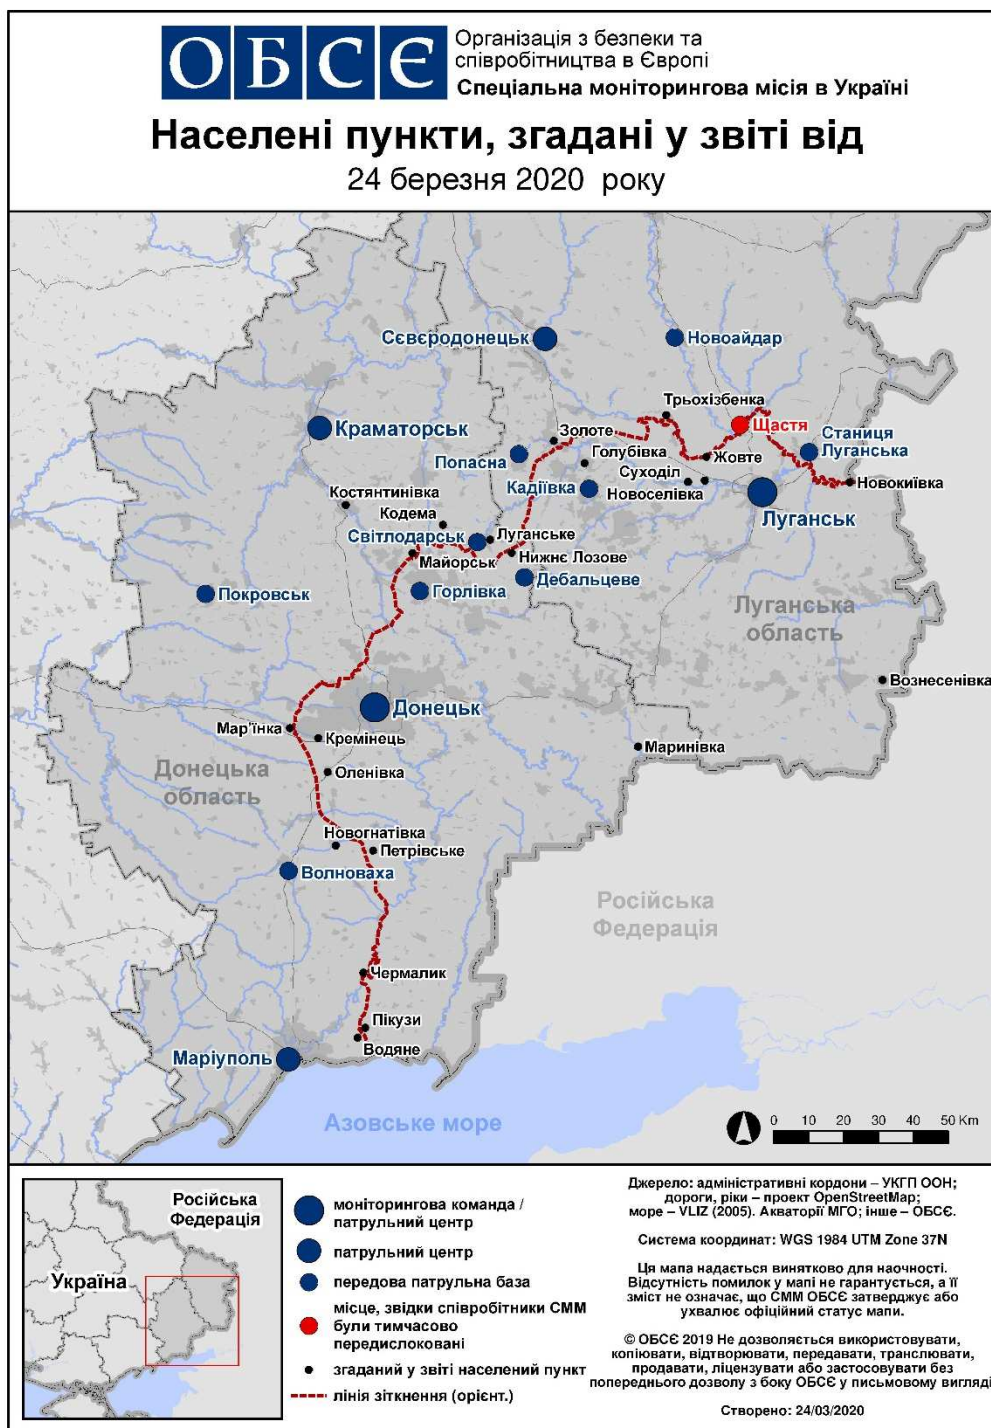 ОБСЄ
Організація з безпеки та
співробітництва в Європі
Спеціальна моніторингова місія в Україні
Населені пункти, згадані у звіті від
24 березня 2020 року
Сєвєродонецьк
Новоайдар
Трьохізбенка
Щастя
Краматорськ
Золоте
Голубівка
Жовте
Станиця
Луганська
Попасна
Суходіл
Кадіївка
Новоселівка
Новокиївка
Костянтинівка
Луганськ
Кодема
Світлодарськ
Луганське
Майорськ
Нижнє Лозове
Дебальцеве
Покровськ
Горлівка
Луганська
область
Вознесенівка
Донецьк
Мар’їнка
Кремінець
Маринівка
Донецька
область
Оленівка
Новогнатівка
Петрівське
Волноваха
Російська
Федерація
Чермалик
Пікузи
Водяне
Маріуполь
Азовське море
0 10 20 30 40 50 Km
Російська
Федерація
Україна
моніторингова команда /
патрульний центр
патрульний центр
передова патрульна база
місце, звідки співробітники СММ
були тимчасово
передислоковані
згаданий у звіті населений пункт
лінія зіткнення (орієнт.)
Джерело: адміністративні кордони – УКГП ООН;
дороги, ріки – проект OpenStreetMap;
море – VLIZ (2005). Акваторії МГО; інше – ОБСЄ.
Система координат: WGS 1984 UTM Zone 37N
Ця мапа надається винятково для наочності.
Відсутність помилок у мапі не гарантується, а її
зміст не означає, що СММ ОБСЄ затверджує або
ухвалює офіційний статус мапи.
© ОБСЄ 2019 Не дозволяється використовувати,
копіювати, відтворювати, передавати, транслювати,
продавати, ліцензувати або застосовувати без
попереднього дозволу з боку ОБСЄ у письмовому вигляді
Створено: 24/03/2020